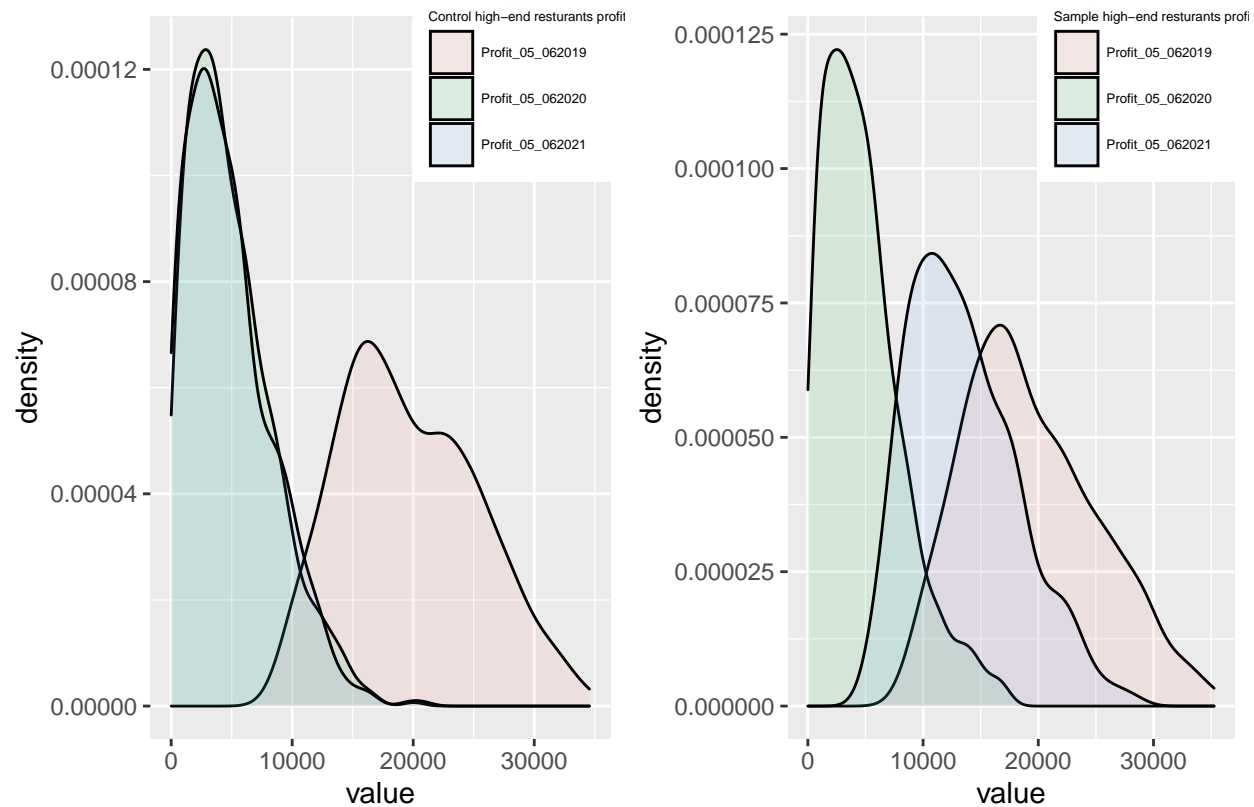 Control high−end resturants profit
Profit_05_062019
Profit_05_062020
Profit_05_062021
0.00012
0.00008
0.00004
0.00000
density
0
10000
20000
30000
value
Sample high−end resturants profi
Profit_05_062019
Profit_05_062020
Profit_05_062021
0.000125
0.000100
0.000075
0.000050
0.000025
0.000000
density
0
10000
20000
30000
value